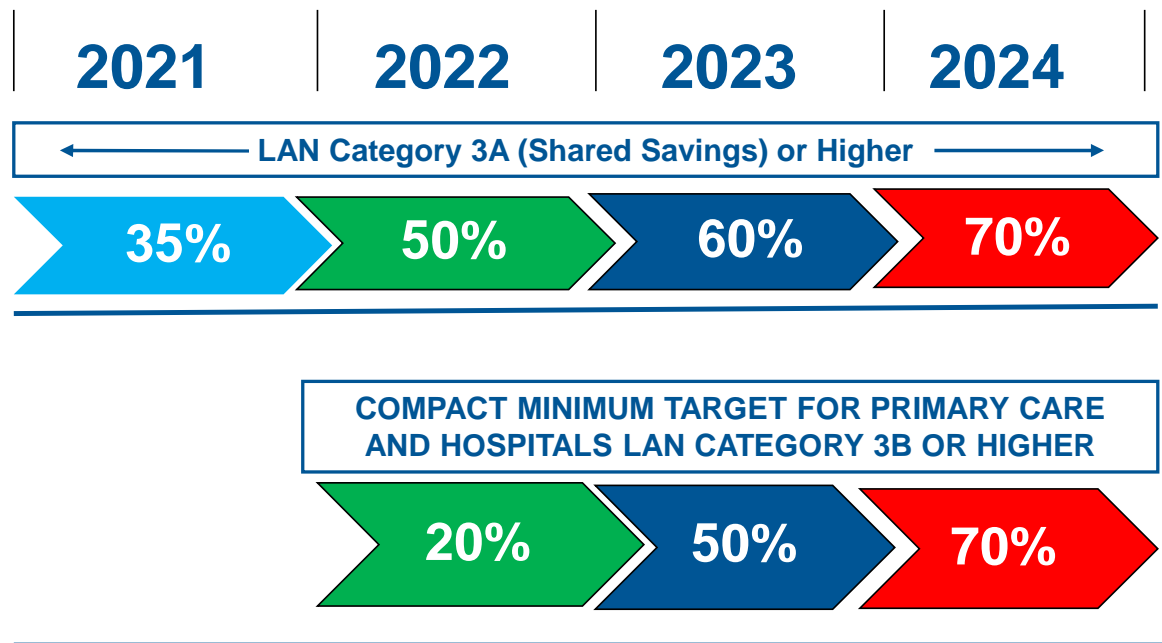 2021 2022 2023 2024
LAN Category 3A (Shared Savings) or Higher
35% 50% 60% 70%
COMPACT MINIMUM TARGET FOR PRIMARY CARE
AND HOSPITALS LAN CATEGORY 3B OR HIGHER
20% 50% 70%